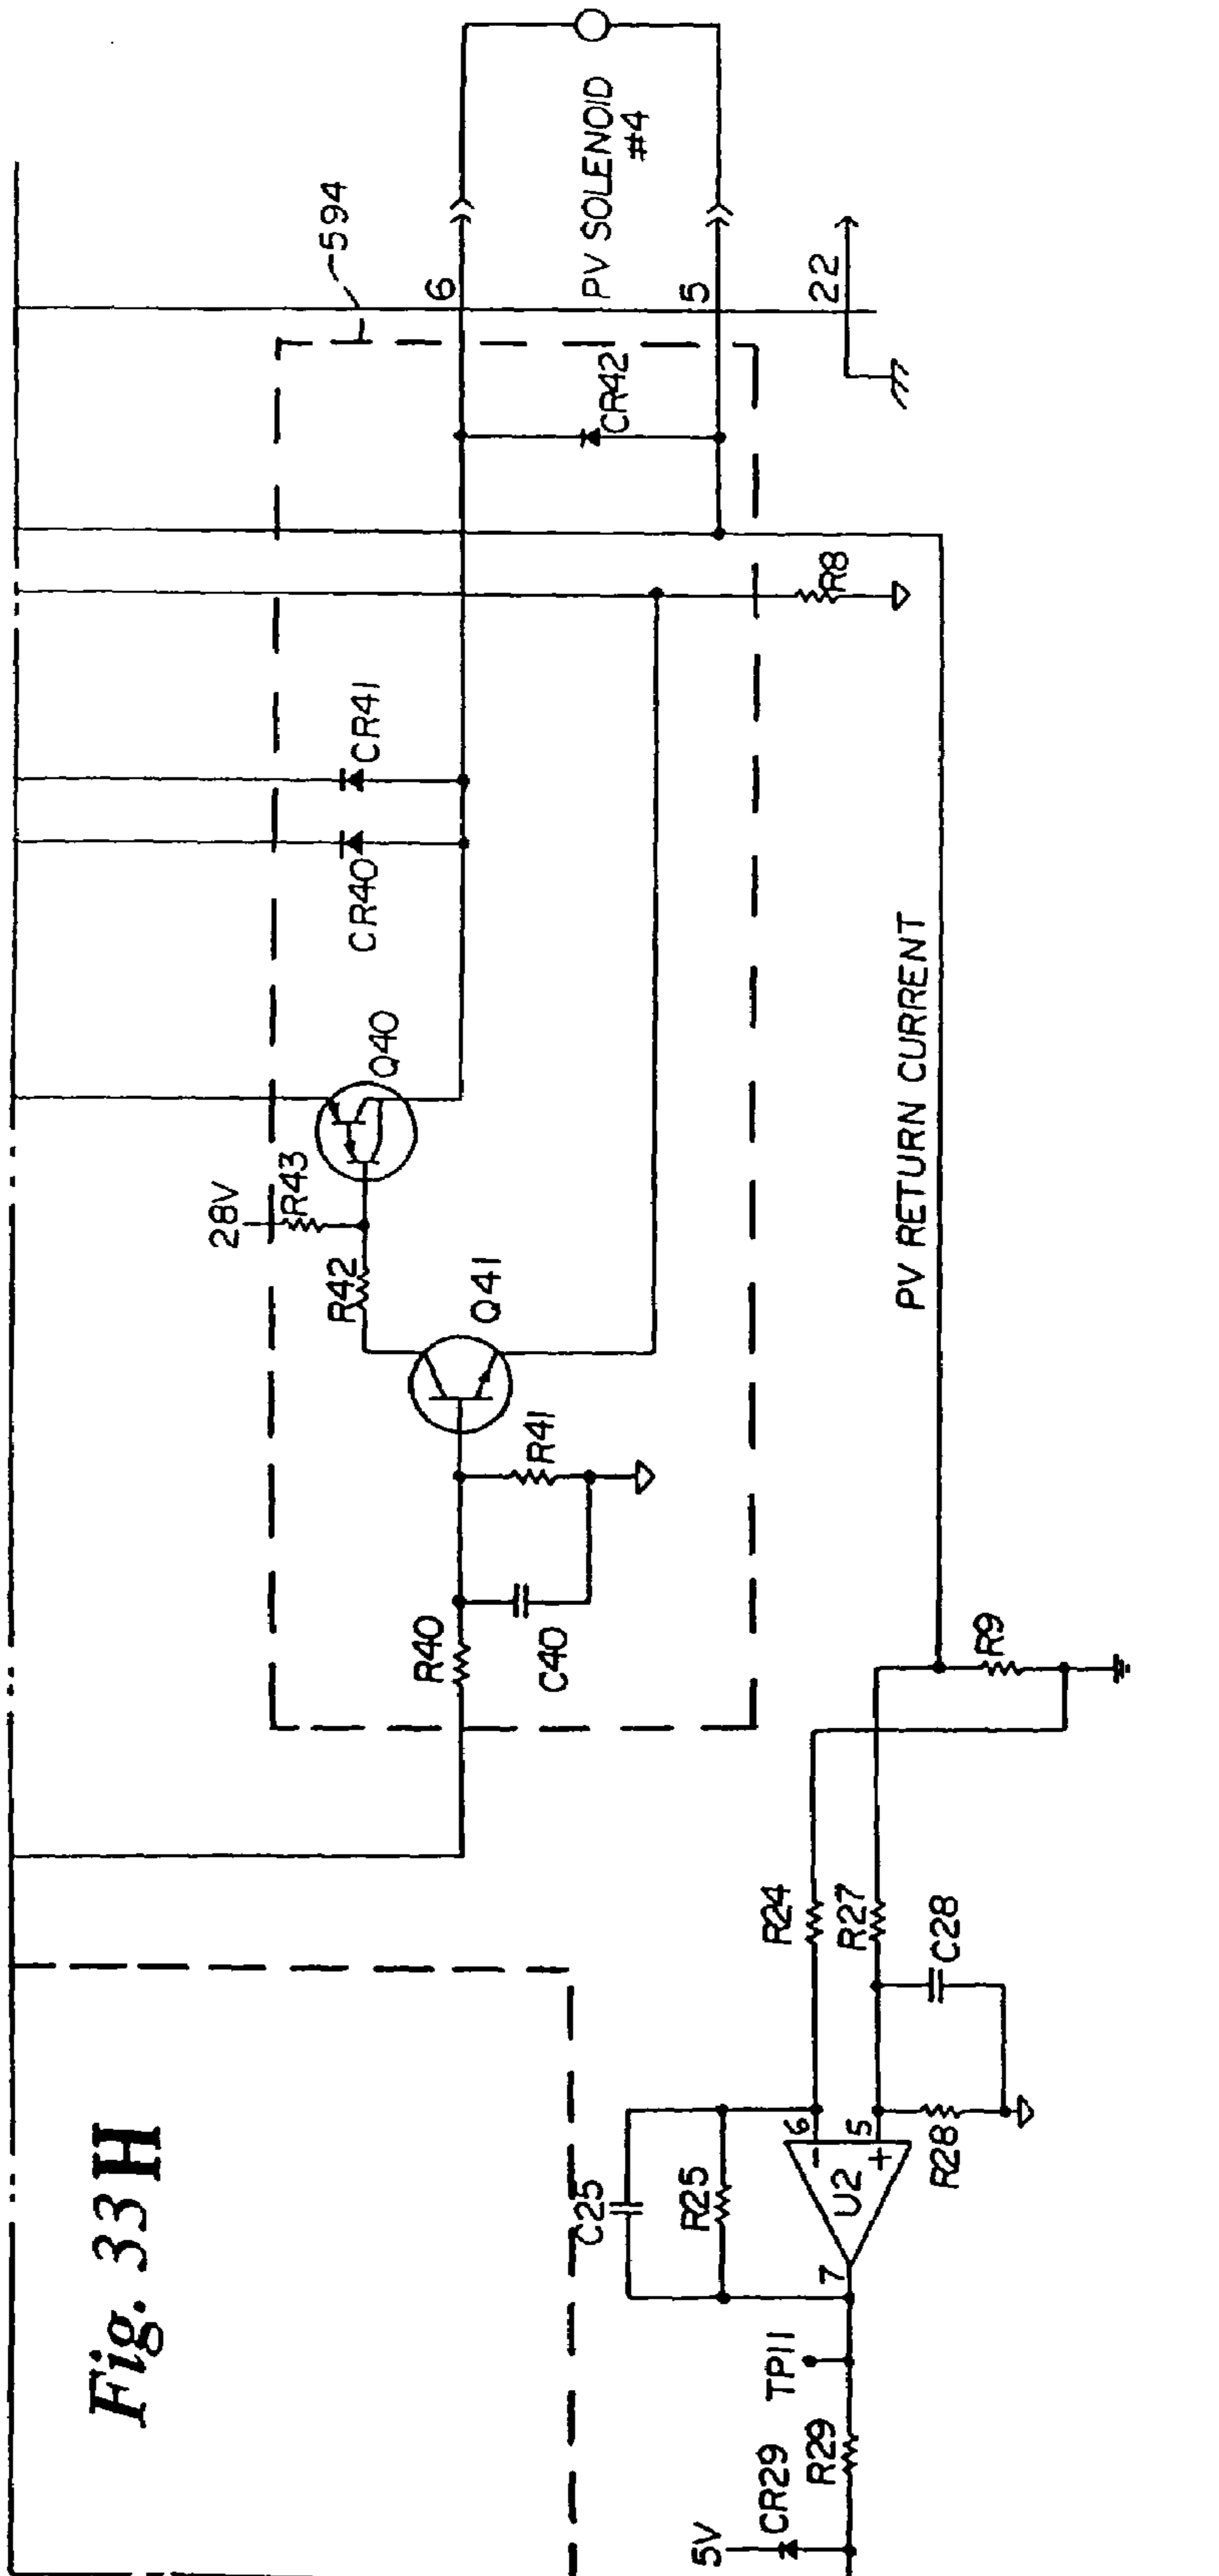 Fig. 33H
594
6
PV SOLENOID
#4
5
22
CR42
R8
CR41
CR40
Q40
28V
R43
R42
Q41
R41
R40
C40
PV RETURN CURRENT
R9
R24
R27
C28
C25
R25
6
5
-
+
U2
7
R28
TP11
R29
CR29
5V